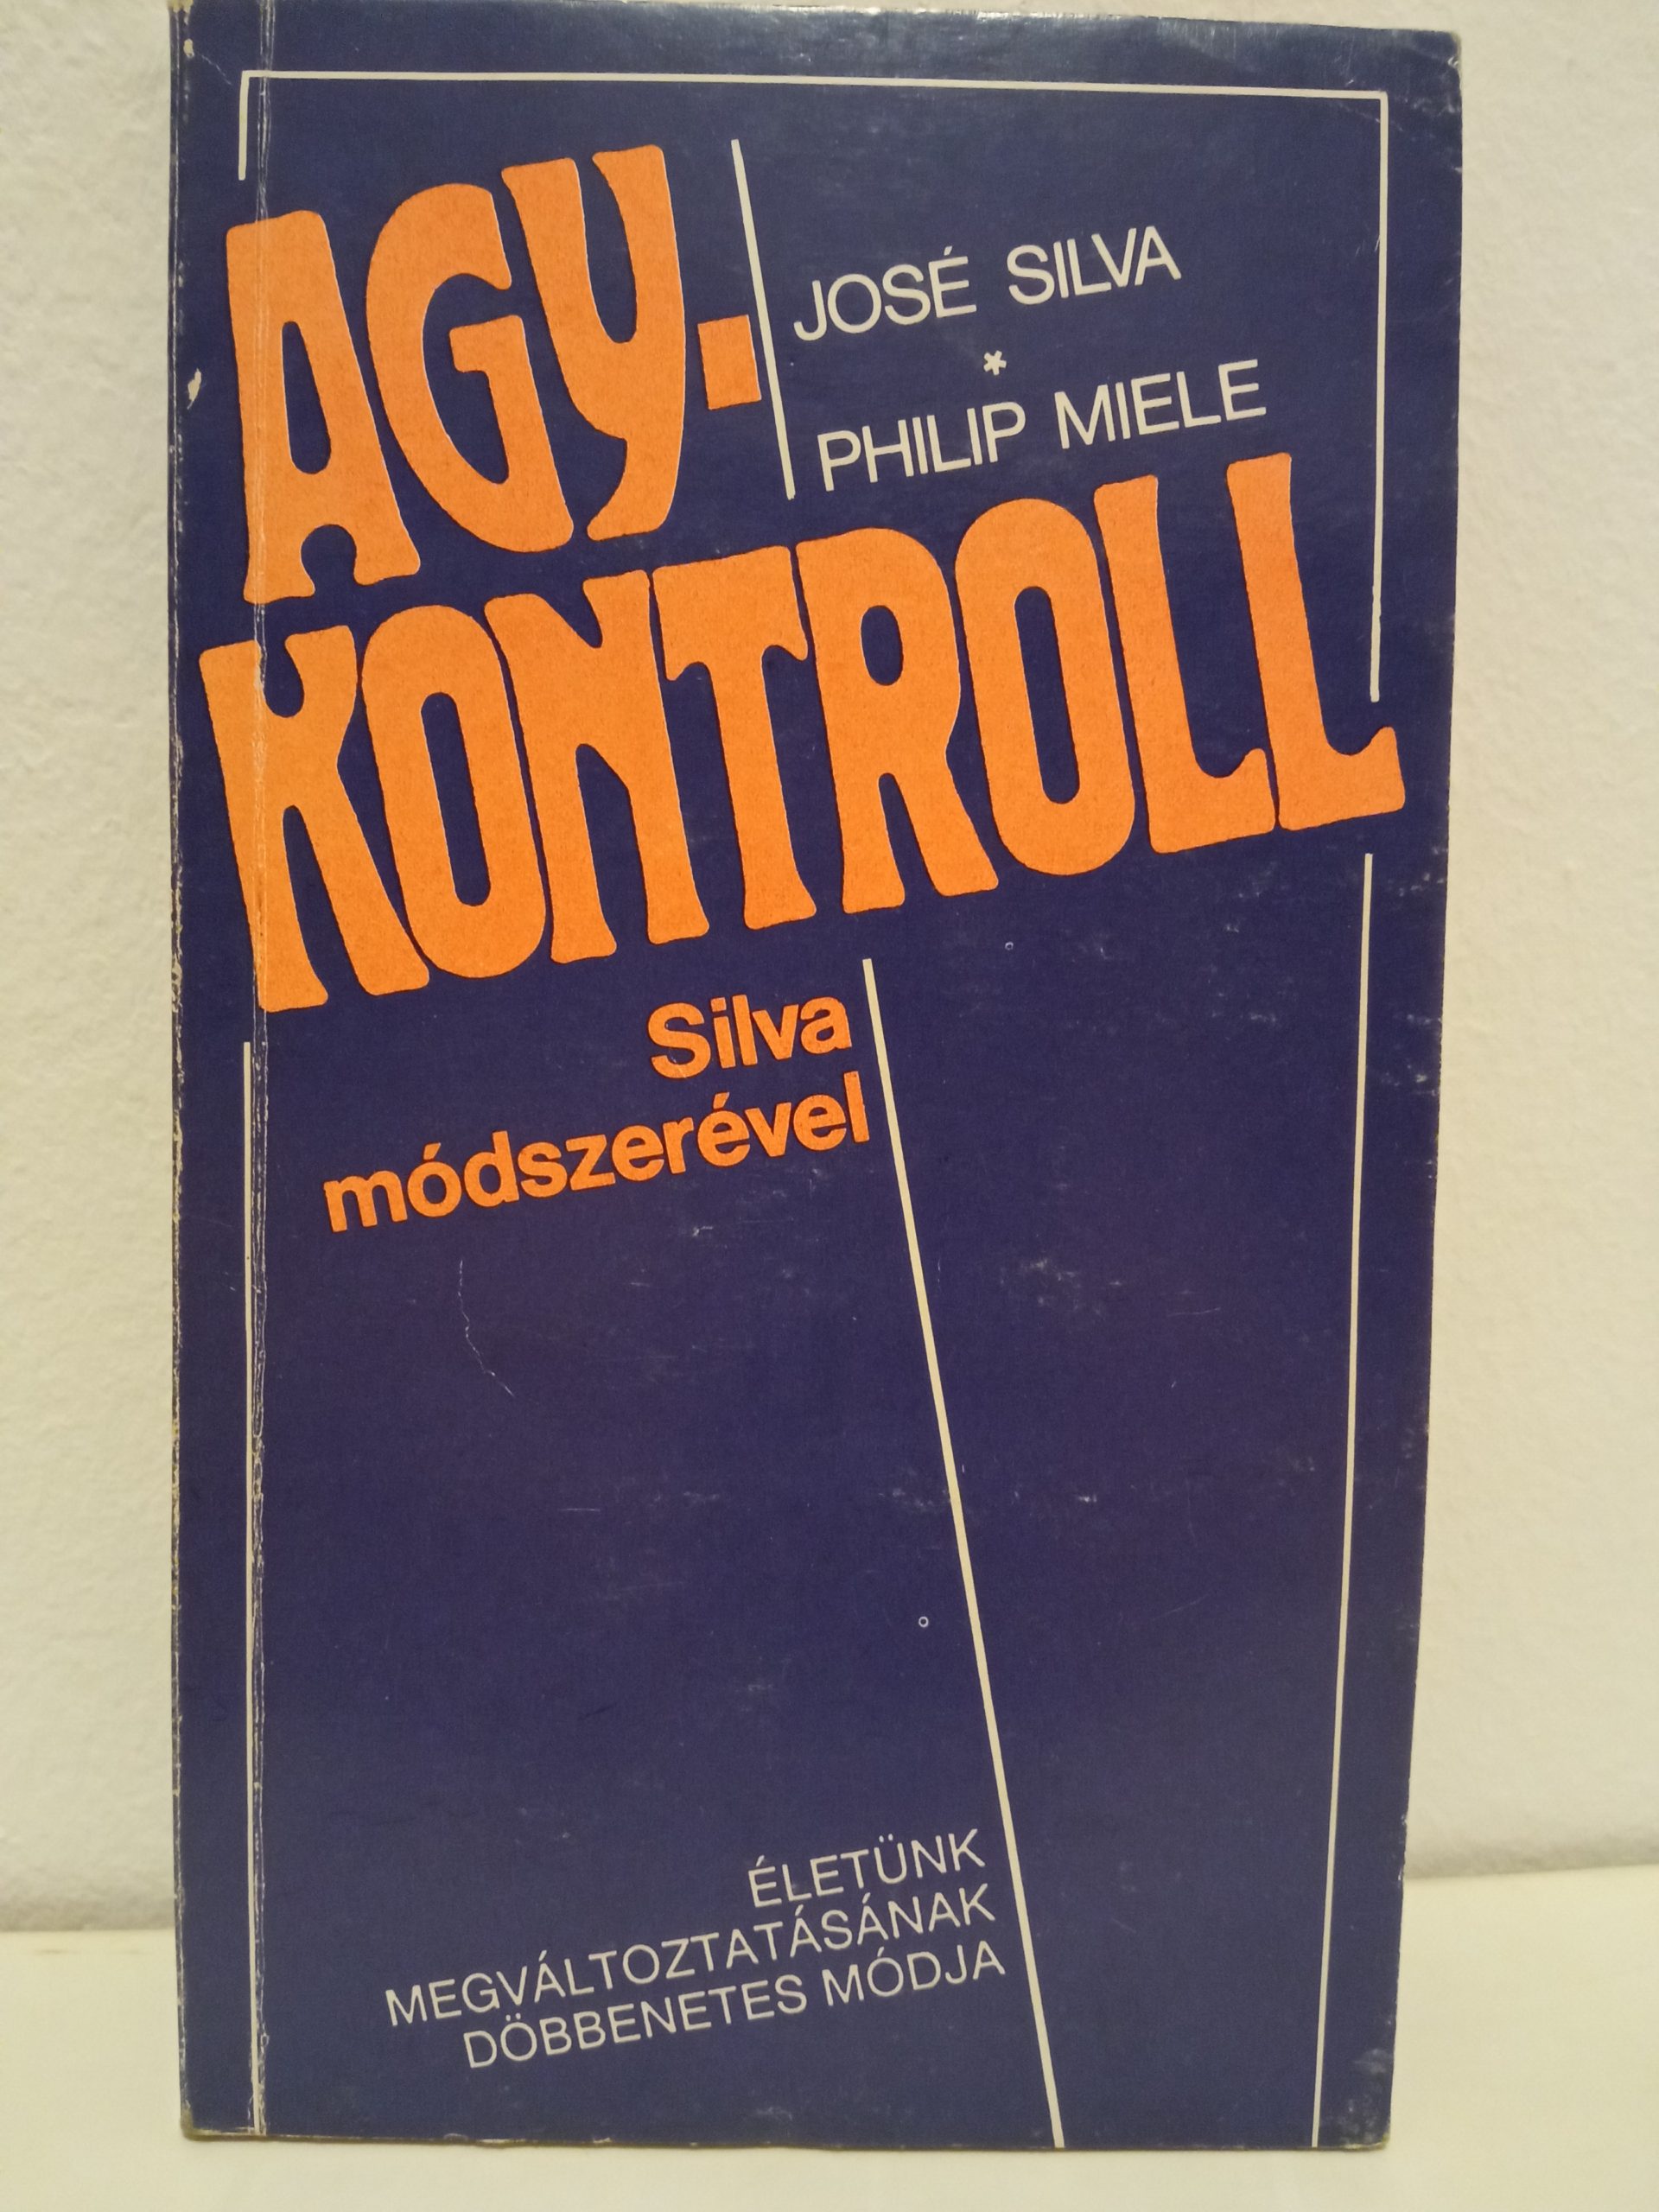 AGY-
JOSÉ SILVA
*
PHILIP MIELE
KONTROLL
Silva
módszerével
ÉLETÜNK
MEGVÁLTOZTATÁSÁNAK
DÖBBENETES MÓDJA